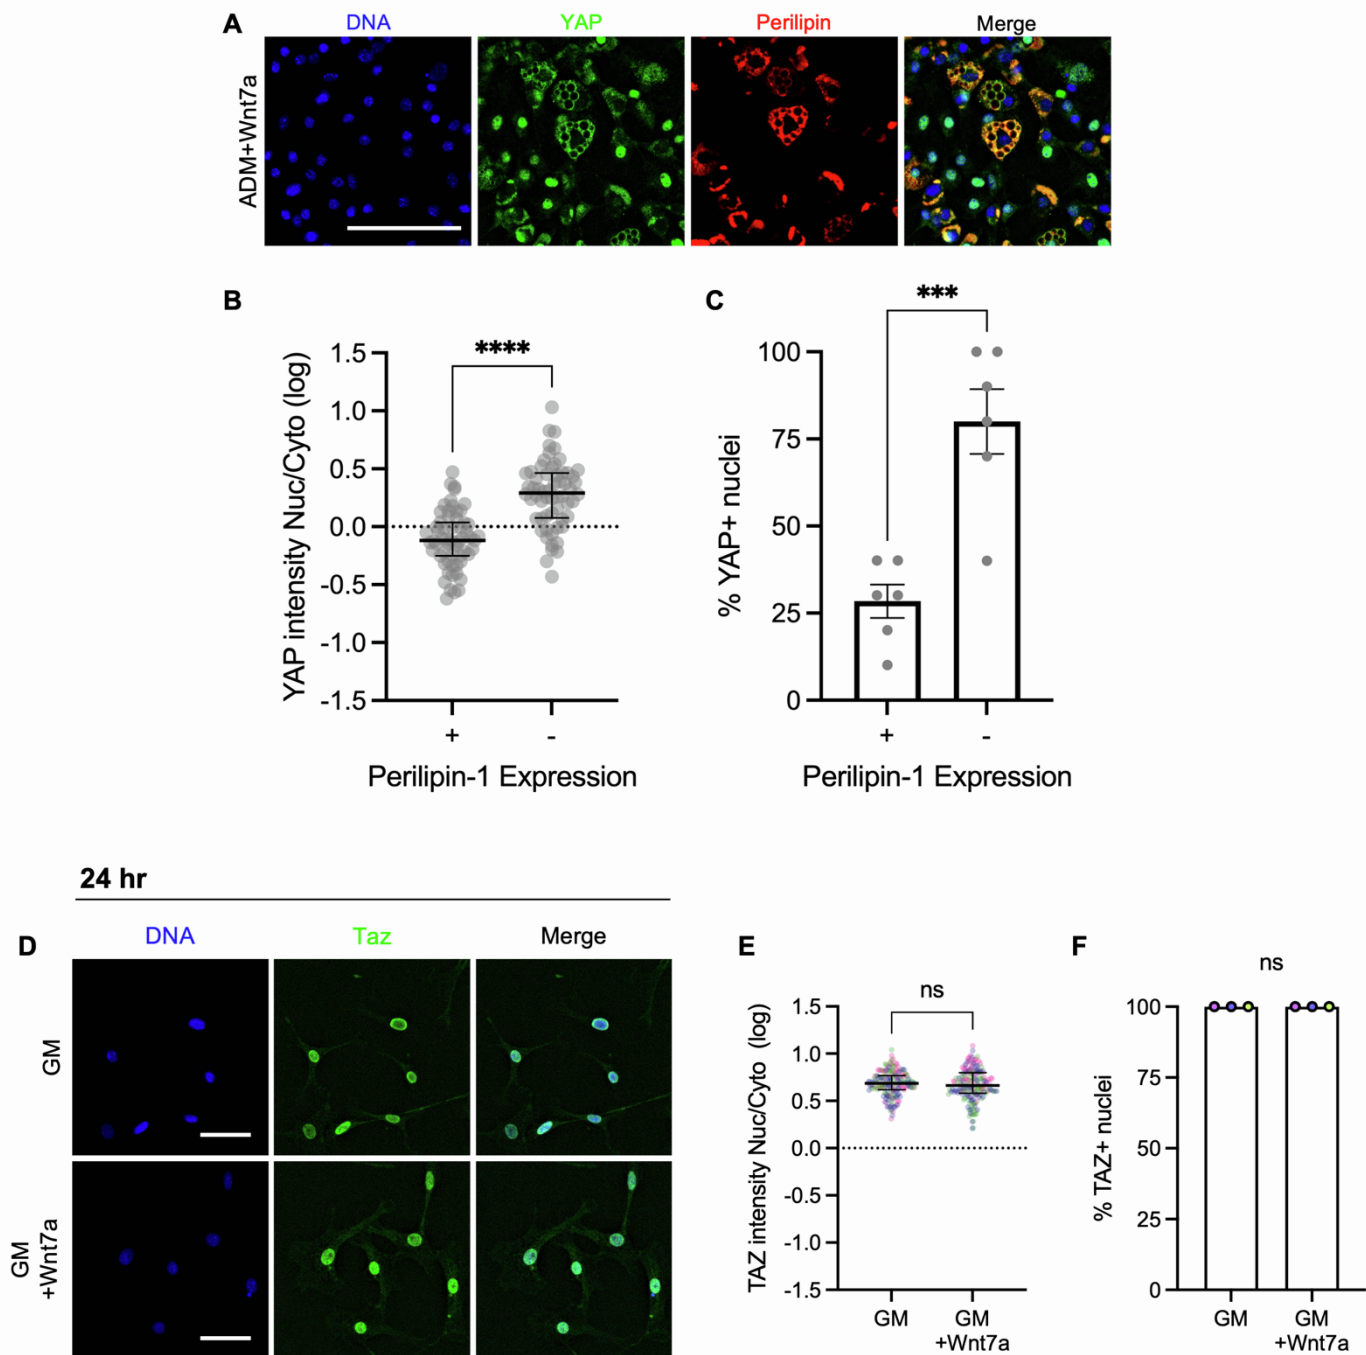 A
DNA
YAP
Perilipin
Merge
ADM+Wnt7a
B
YAP intensity Nuc/Cyto (log)
1.5
1.0
0.5
0.0
-0.5
-1.0
-1.5
****
+
-
Perilipin-1 Expression
C
% YAP+ nuclei
100
75
50
25
0
***
+
-
Perilipin-1 Expression
24 hr
D
DNA
Taz
Merge
GM
GM
+Wnt7a
E
TAZ intensity Nuc/Cyto (log)
1.5
1.0
0.5
0.0
-0.5
-1.0
-1.5
ns
GM
GM
+Wnt7a
F
% TAZ+ nuclei
100
75
50
25
0
ns
GM
GM
+Wnt7a